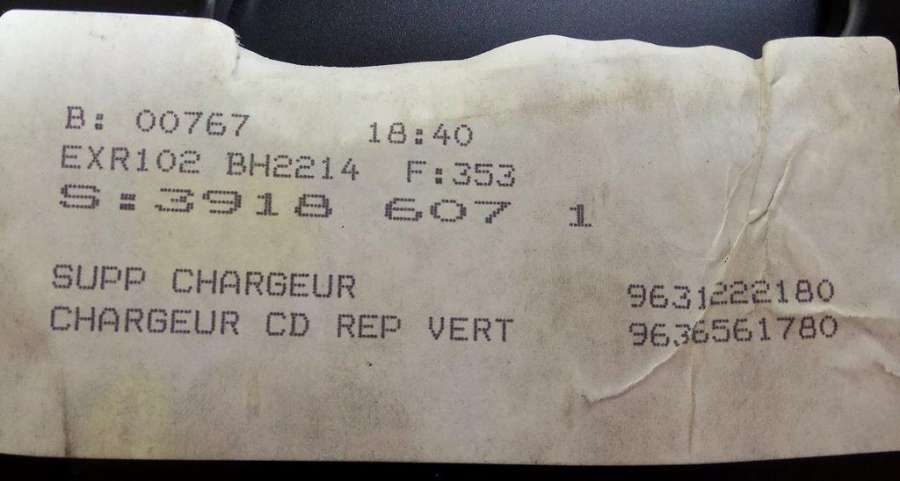 B: 00767 18:40
EXR102 BH2214 F:353
S:3918 607 1
SUPP CHARGEUR 9631222180
CHARGEUR CD REP VERT 9636561780